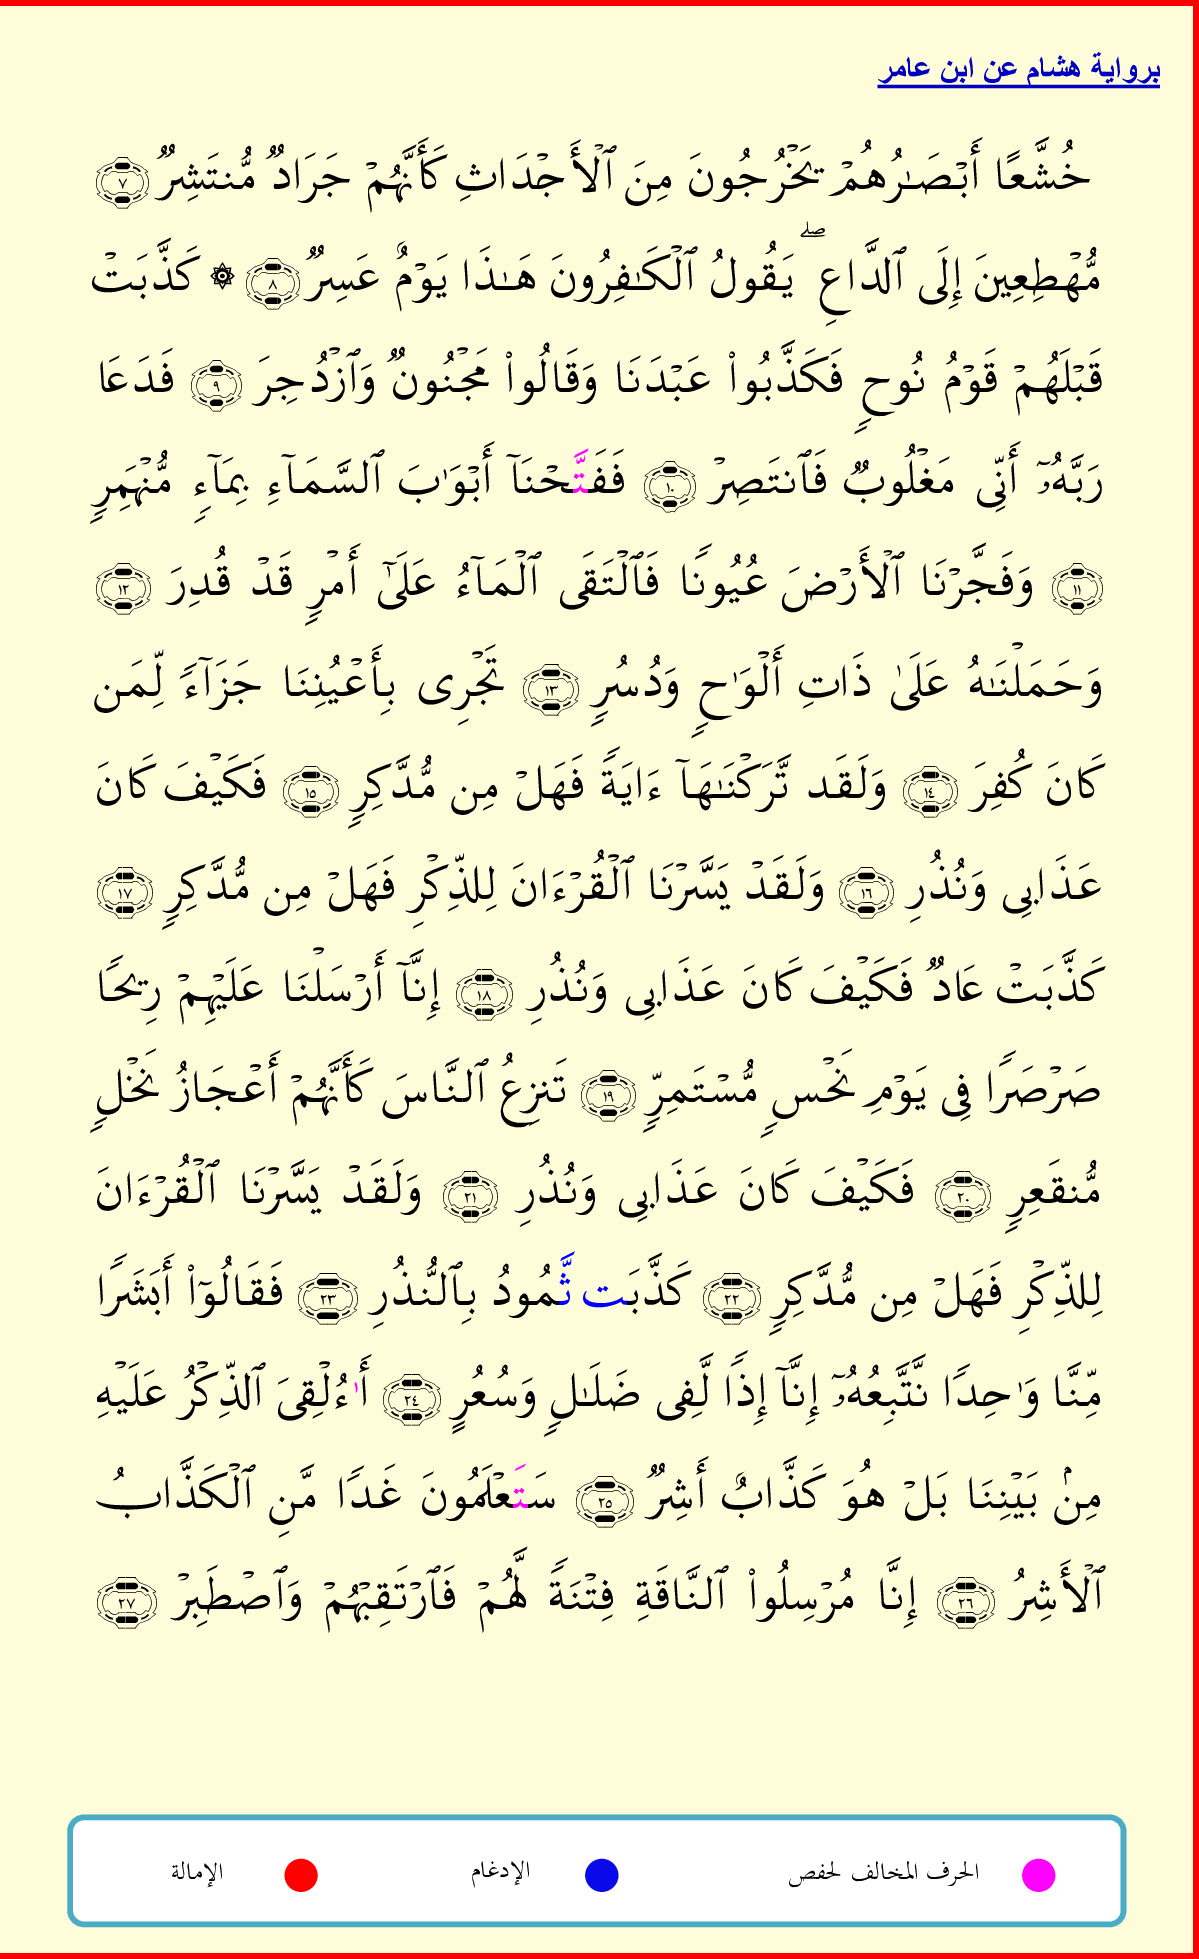 برواية هشام عن ابن عامر
خُشَّعًا أَبْصَٰرُهُمْ يَخْرُجُونَ مِنَ ٱلْأَجْدَاثِ كَأَنَّهُمْ جَرَادٌ مُّنتَشِرٌ ٧
مُّهْطِعِينَ إِلَى ٱلدَّاعِ ۖ يَقُولُ ٱلْكَٰفِرُونَ هَٰذَا يَوْمٌ عَسِرٌ ٨ ۞ كَذَّبَتْ
قَبْلَهُمْ قَوْمُ نُوحٍ فَكَذَّبُوا۟ عَبْدَنَا وَقَالُوا۟ مَجْنُونٌ وَٱزْدُجِرَ ٩ فَدَعَا
رَبَّهُۥٓ أَنِّى مَغْلُوبٌ فَٱنتَصِرْ ١٠ فَفَتَّحْنَآ أَبْوَٰبَ ٱلسَّمَآءِ بِمَآءٍ مُّنْهَمِرٍ
١١ وَفَجَّرْنَا ٱلْأَرْضَ عُيُونًا فَٱلْتَقَى ٱلْمَآءُ عَلَىٰٓ أَمْرٍ قَدْ قُدِرَ ١٢
وَحَمَلْنَٰهُ عَلَىٰ ذَاتِ أَلْوَٰحٍ وَدُسُرٍ ١٣ تَجْرِى بِأَعْيُنِنَا جَزَآءً لِّمَن
كَانَ كُفِرَ ١٤ وَلَقَد تَّرَكْنَٰهَآ ءَايَةً فَهَلْ مِن مُّدَّكِرٍ ١٥ فَكَيْفَ كَانَ
عَذَابِى وَنُذُرِ ١٦ وَلَقَدْ يَسَّرْنَا ٱلْقُرْءَانَ لِلذِّكْرِ فَهَلْ مِن مُّدَّكِرٍ ١٧
كَذَّبَتْ عَادٌ فَكَيْفَ كَانَ عَذَابِى وَنُذُرِ ١٨ إِنَّآ أَرْسَلْنَا عَلَيْهِمْ رِيحًا
صَرْصَرًا فِى يَوْمِ نَحْسٍ مُّسْتَمِرٍّ ١٩ تَنزِعُ ٱلنَّاسَ كَأَنَّهُمْ أَعْجَازُ نَخْلٍ
مُّنقَعِرٍ ٢٠ فَكَيْفَ كَانَ عَذَابِى وَنُذُرِ ٢١ وَلَقَدْ يَسَّرْنَا ٱلْقُرْءَانَ
لِلذِّكْرِ فَهَلْ مِن مُّدَّكِرٍ ٢٢ كَذَّبَت ثَّمُودُ بِٱلنُّذُرِ ٢٣ فَقَالُوٓا۟ أَبَشَرًا
مِّنَّا وَٰحِدًا نَّتَّبِعُهُۥٓ إِنَّآ إِذًا لَّفِى ضَلَٰلٍ وَسُعُرٍ ٢٤ أَٰءُلْقِىَ ٱلذِّكْرُ عَلَيْهِ
مِنۢ بَيْنِنَا بَلْ هُوَ كَذَّابٌ أَشِرٌ ٢٥ سَتَعْلَمُونَ غَدًا مَّنِ ٱلْكَذَّابُ
ٱلْأَشِرُ ٢٦ إِنَّا مُرْسِلُوا۟ ٱلنَّاقَةِ فِتْنَةً لَّهُمْ فَٱرْتَقِبْهُمْ وَٱصْطَبِرْ ٢٧
الحرف المخالف لحفص الإدغام الإمالة